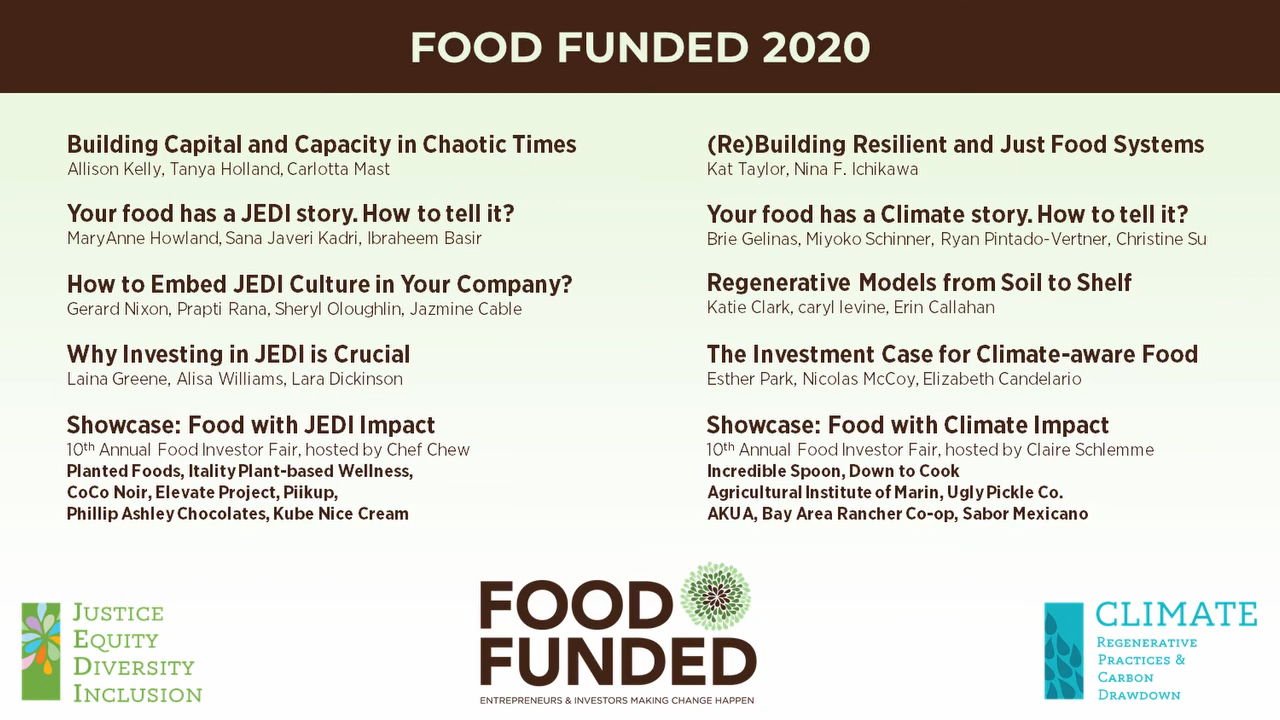 FOOD FUNDED 2020
Building Capital and Capacity in Chaotic Times
Allison Kelly, Tanya Holland, Carlotta Mast
Your food has a JEDI story. How to tell it?
MaryAnne Howland, Sana Javeri Kadri, Ibraheem Basir
How to Embed JEDI Culture in Your Company?
Gerard Nixon, Prapti Rana, Sheryl Oloughlin, Jazmine Cable
Why Investing in JEDI is Crucial
Laina Greene, Alisa Williams, Lara Dickinson
Showcase: Food with JEDI Impact
10th Annual Food Investor Fair, hosted by Chef Chew
Planted Foods, Itality Plant-based Wellness,
CoCo Noir, Elevate Project, Piikup,
Phillip Ashley Chocolates, Kube Nice Cream
(Re)Building Resilient and Just Food Systems
Kat Taylor, Nina F. Ichikawa
Your food has a Climate story. How to tell it?
Brie Gelinas, Miyoko Schinner, Ryan Pintado-Vertner, Christine Su
Regenerative Models from Soil to Shelf
Katie Clark, caryl levine, Erin Callahan
The Investment Case for Climate-aware Food
Esther Park, Nicolas McCoy, Elizabeth Candelario
Showcase: Food with Climate Impact
10th Annual Food Investor Fair, hosted by Claire Schlemme
Incredible Spoon, Down to Cook
Agricultural Institute of Marin, Ugly Pickle Co.
AKUA, Bay Area Rancher Co-op, Sabor Mexicano
JUSTICE
EQUITY
DIVERSITY
INCLUSION
FOOD
FUNDED
ENTREPRENEURS & INVESTORS MAKING CHANGE HAPPEN
CLIMATE
REGENERATIVE
PRACTICES &
CARBON
DRAWDOWN